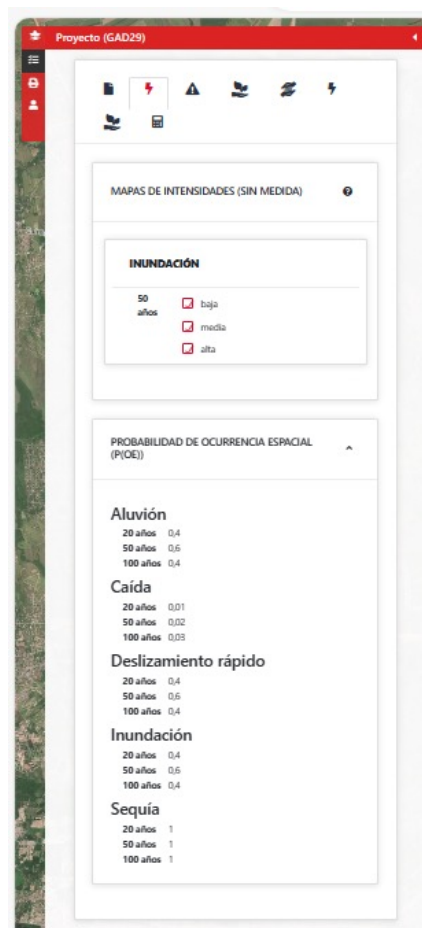 Proyecto (GAD29)
MAPAS DE INTENSIDADES (SIN MEDIDA)
INUNDACIÓN
50
años
baja
media
alta
PROBABILIDAD DE OCURRENCIA ESPACIAL
(P(OE))
Aluvión
20 años 0,4
50 años 0,6
100 años 0,4
Caída
20 años 0,01
50 años 0,02
100 años 0,03
Deslizamiento rápido
20 años 0,4
50 años 0,6
100 años 0,4
Inundación
20 años 0,4
50 años 0,6
100 años 0,4
Sequía
20 años 1
50 años 1
100 años 1